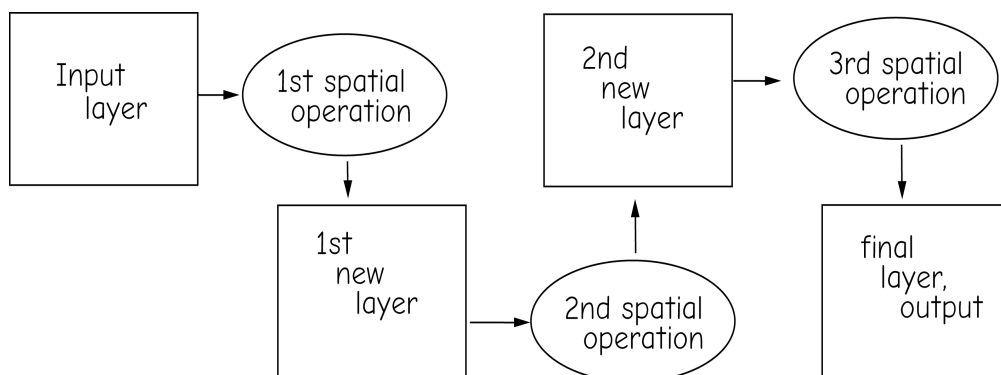 Input
layer
1st spatial
operation
1st
new
layer
2nd spatial
operation
2nd
new
layer
3rd spatial
operation
final
layer,
output